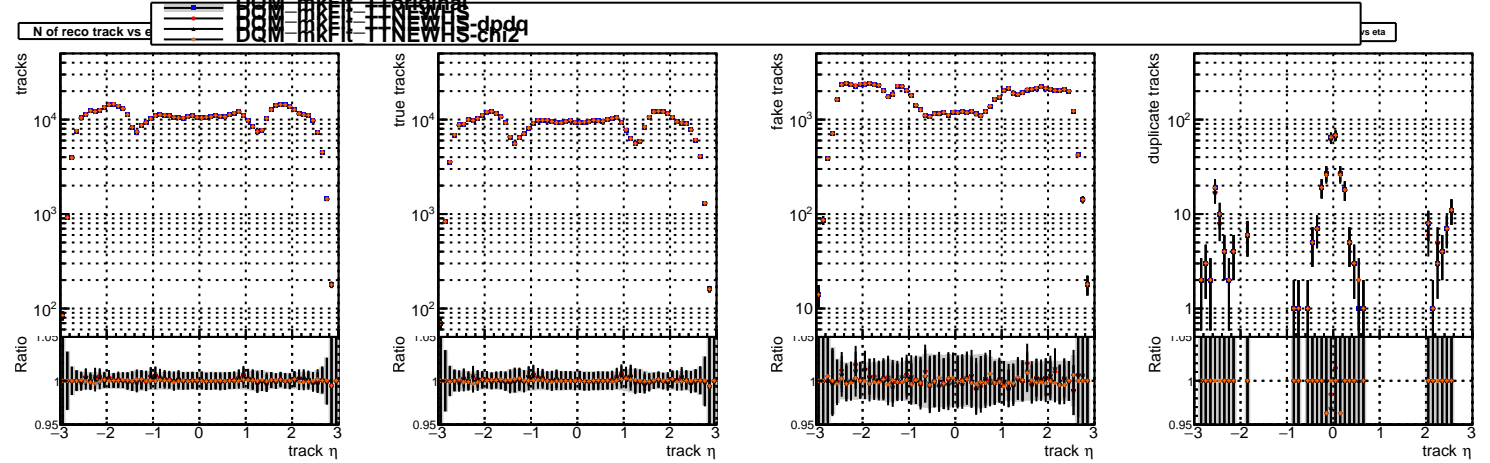 DQM_mkFit_TToriginal
DQM_mkFit_TTNEWHS
DQM_mkFit_TTNEWHS-dpdq
DQM_mkFit_TTNEWHS-chi2
N of reco track vs e
vs eta
tracks
10⁴
10³
10²
Ratio
1.05
1
0.95
−3 −2 −1 0 1 2 3
track η
true tracks
10⁴
10³
10²
Ratio
1.05
1
0.95
−3 −2 −1 0 1 2 3
track η
fake tracks
10³
10²
10
Ratio
1.05
1
0.95
−3 −2 −1 0 1 2 3
track η
duplicate tracks
10²
10
1
Ratio
1.05
1
0.95
−3 −2 −1 0 1 2 3
track η